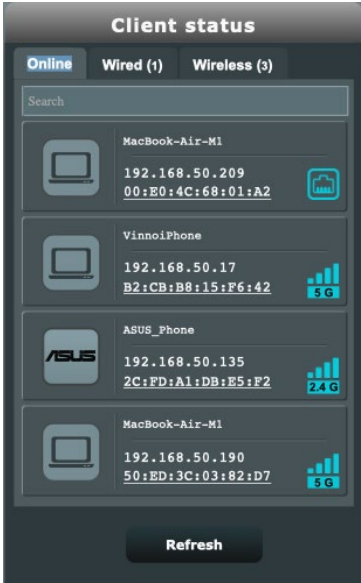 Client status
Online Wired (1) Wireless (3)
Search
MacBook-Air-M1
192.168.50.209
00:E0:4C:68:01:A2
VinnoiPhone
192.168.50.17
B2:CB:B8:15:F6:42
5 G
ASUS_Phone
ASUS
192.168.50.135
2C:FD:A1:DB:E5:F2
2.4 G
MacBook-Air-M1
192.168.50.190
50:ED:3C:03:82:D7
5 G
Refresh